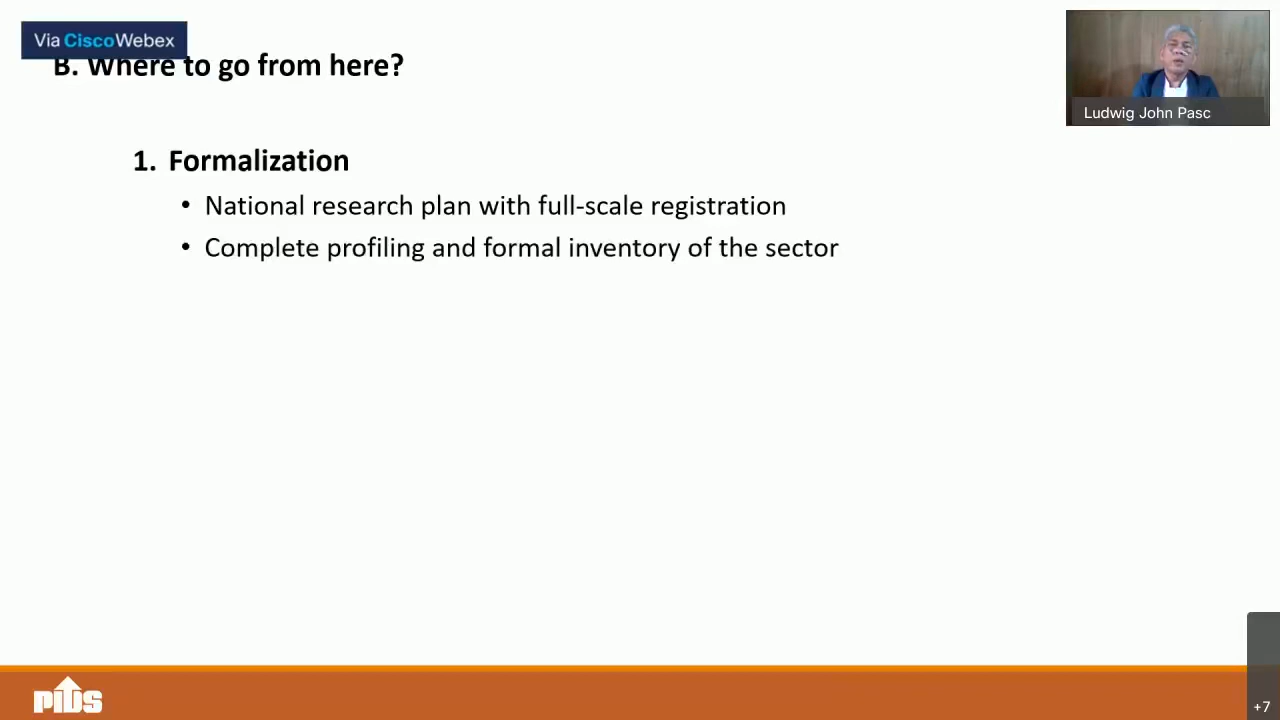 Via CiscoWebex
B. Where to go from here?
Ludwig John Pasc
1. Formalization
• National research plan with full-scale registration
• Complete profiling and formal inventory of the sector
PIDS
+7